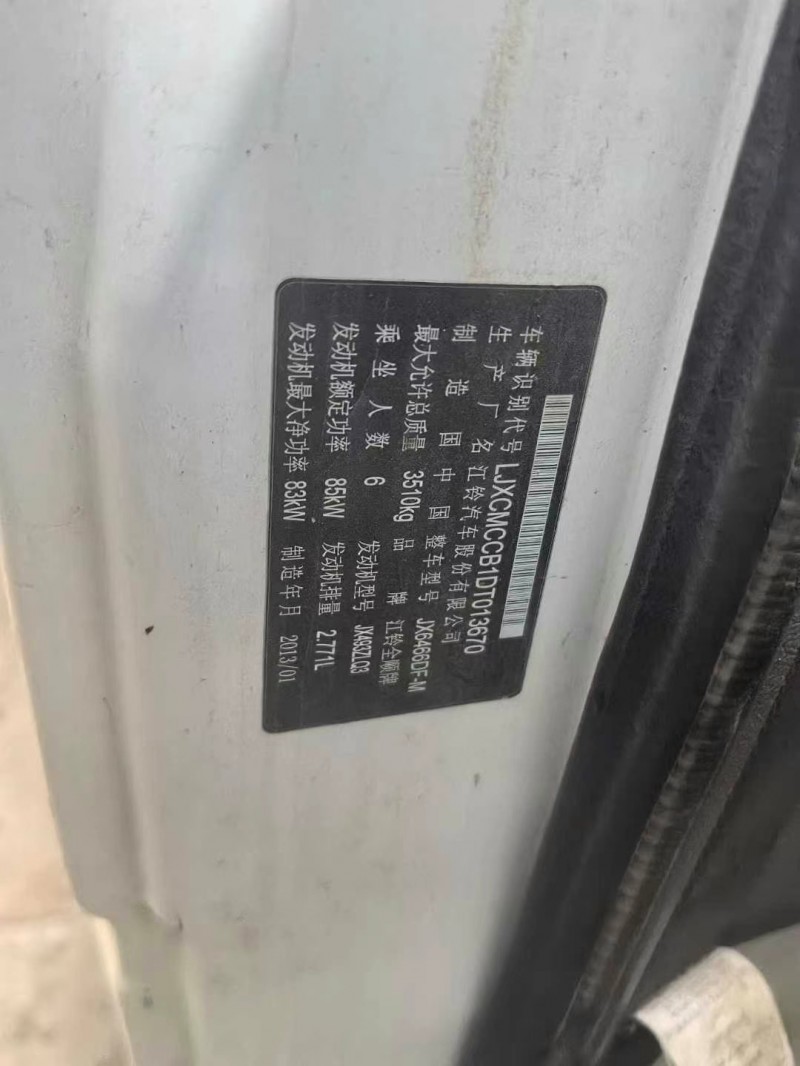 车辆识别代号 LJXCMCCB1DT013670
生产厂名 江铃汽车股份有限公司
制造国 中国 整车型号 JX6466DF-M
最大允许总质量 3510kg 品牌 江铃全顺牌
乘坐人数 6 发动机型号 JX493ZLQ3
发动机额定功率 85kW 发动机排量 2.771L
发动机最大净功率 83kW 制造年月 2013/01